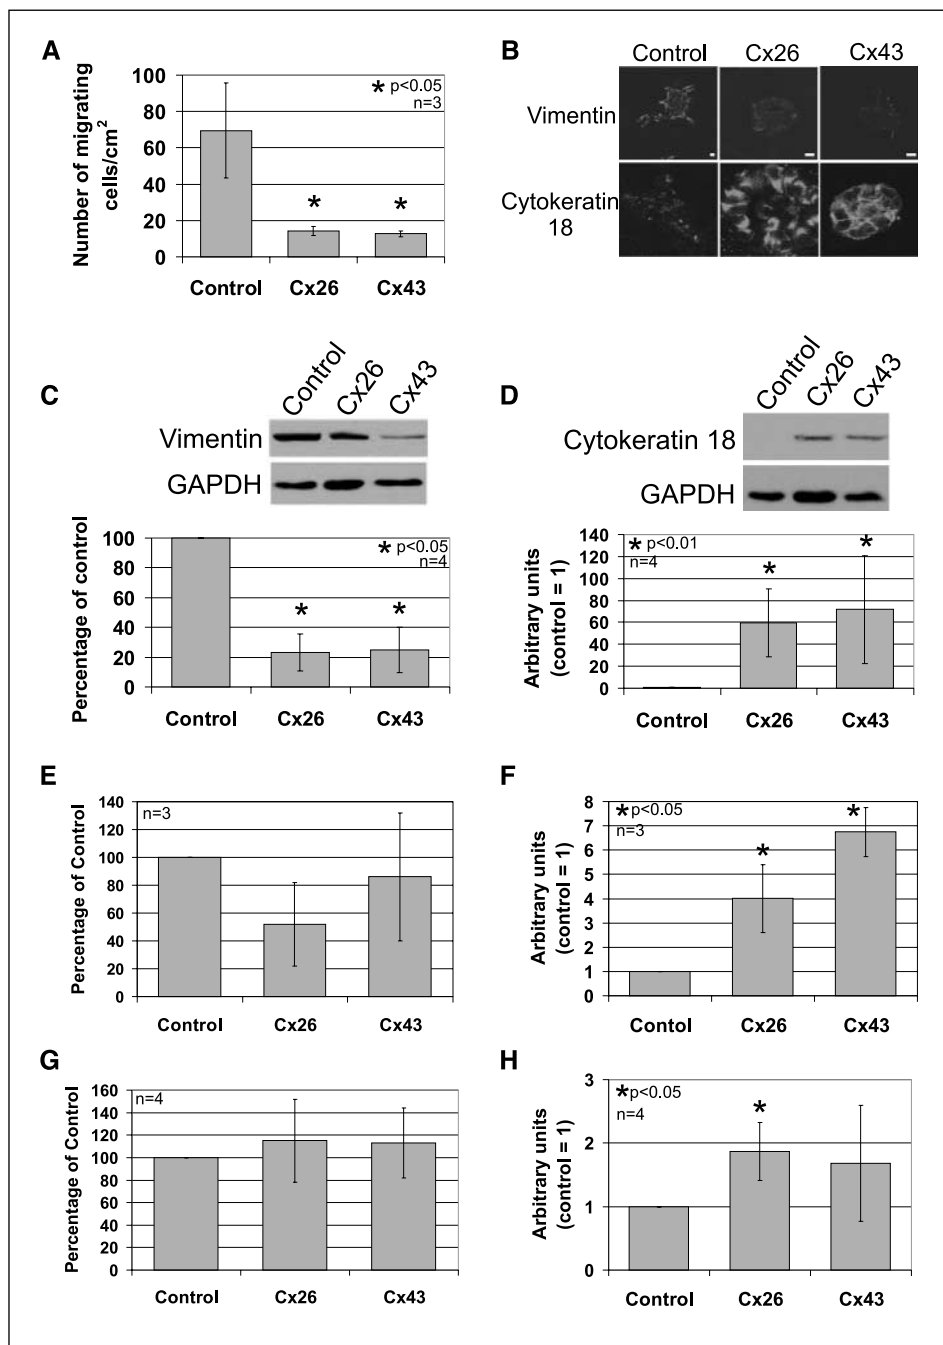 A
Number of migrating
cells/cm2
100
80
60
40
20
0
* p<0.05
n=3
* *
Control Cx26 Cx43
B
Control Cx26 Cx43
Vimentin
Cytokeratin
18
C
Control Cx26 Cx43
Vimentin
GAPDH
Percentage of control
100
80
60
40
20
0
* p<0.05
n=4
* *
Control Cx26 Cx43
D
Control Cx26 Cx43
Cytokeratin 18
GAPDH
Arbitrary units
(control = 1)
140
120
100
80
60
40
20
0
* p<0.01
n=4
* *
Control Cx26 Cx43
E
Percentage of Control
140
120
100
80
60
40
20
0
n=3
Control Cx26 Cx43
F
Arbitrary units
(control = 1)
8
7
6
5
4
3
2
1
0
*p<0.05
n=3
* *
Contol Cx26 Cx43
G
Percentage of Control
160
140
120
100
80
60
40
20
0
n=4
Control Cx26 Cx43
H
Arbitrary units
(control = 1)
3
2
1
0
*p<0.05
n=4
*
Control Cx26 Cx43